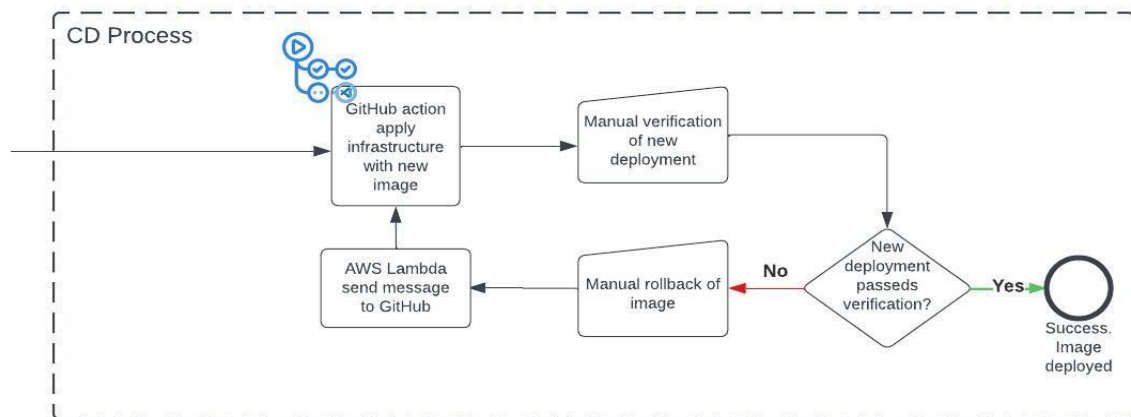 CD Process
GitHub action
apply
infrastructure
with new
image
Manual verification
of new
deployment
New
deployment
passeds
verification?
No
Yes
Manual rollback of
image
AWS Lambda
send message
to GitHub
Success.
Image
deployed